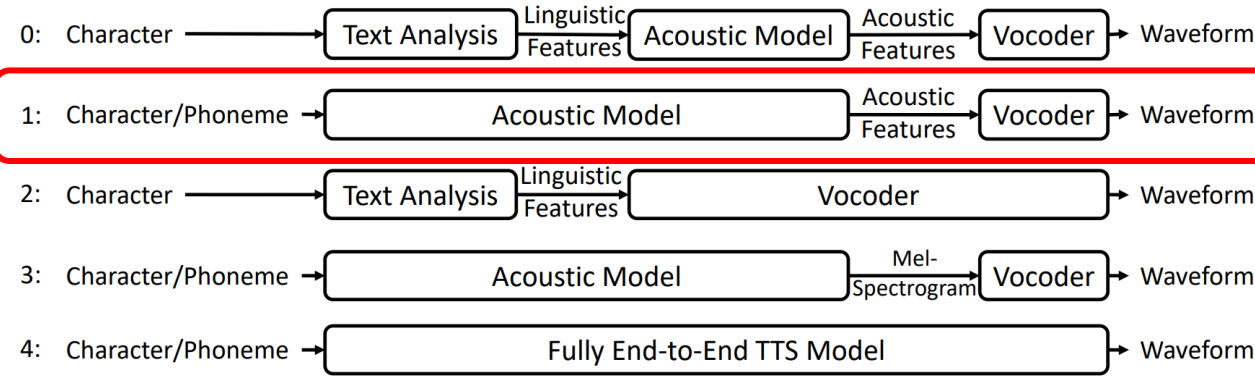 0: Character Text Analysis Linguistic Features Acoustic Model Acoustic Features Vocoder Waveform
1: Character/Phoneme Acoustic Model Acoustic Features Vocoder Waveform
2: Character Text Analysis Linguistic Features Vocoder Waveform
3: Character/Phoneme Acoustic Model Mel-Spectrogram Vocoder Waveform
4: Character/Phoneme Fully End-to-End TTS Model Waveform